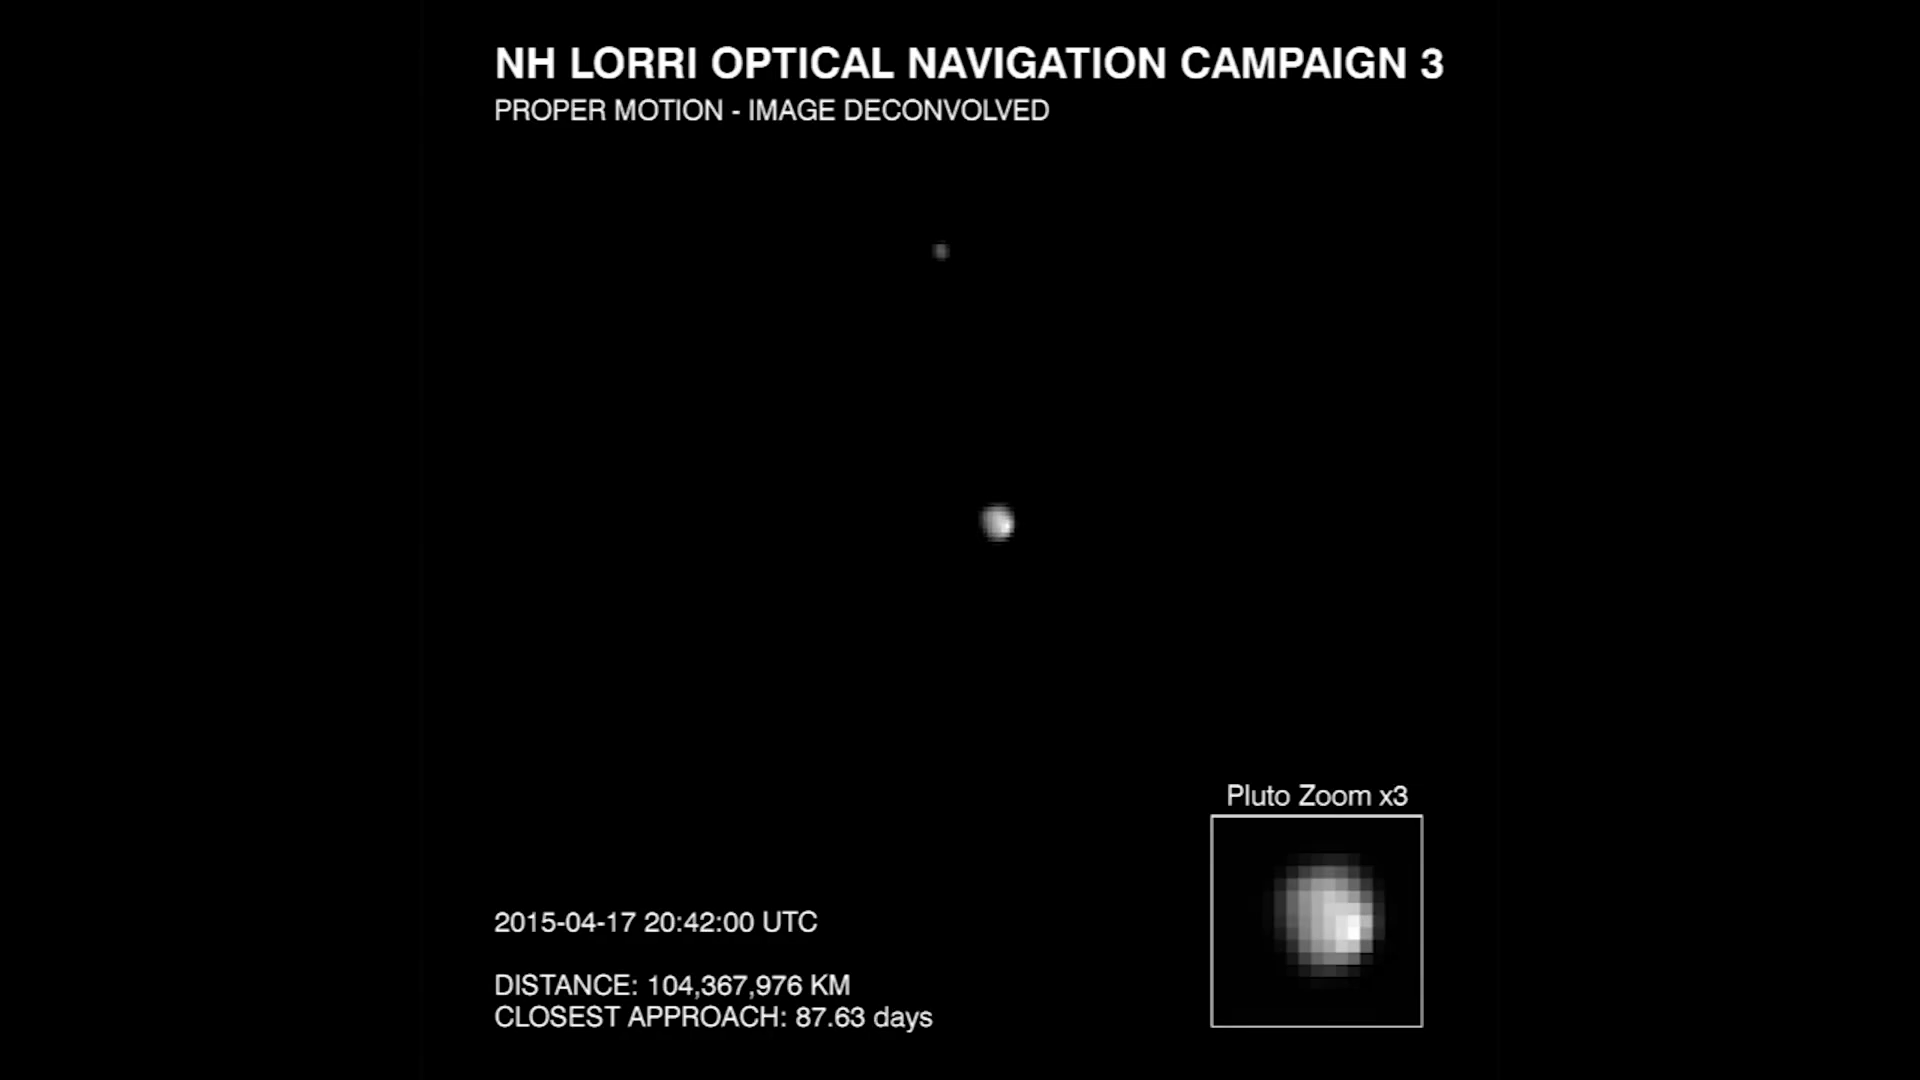 NH LORRI OPTICAL NAVIGATION CAMPAIGN 3
PROPER MOTION - IMAGE DECONVOLVED
Pluto Zoom x3
2015-04-17 20:42:00 UTC
DISTANCE: 104,367,976 KM
CLOSEST APPROACH: 87.63 days